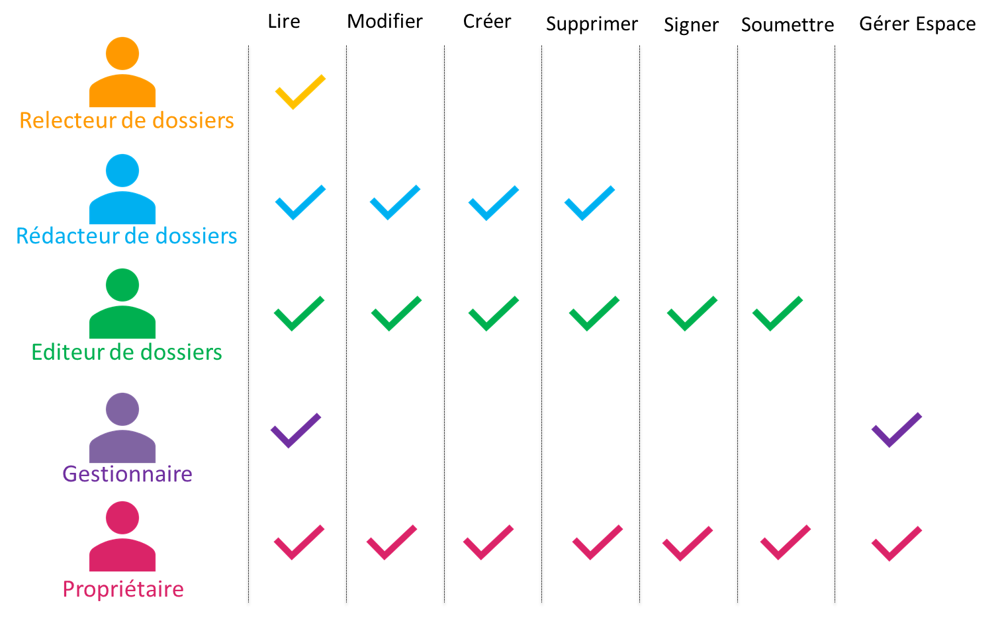 Lire Modifier Créer Supprimer Signer Soumettre Gérer Espace
Relecteur de dossiers
Rédacteur de dossiers
Editeur de dossiers
Gestionnaire
Propriétaire